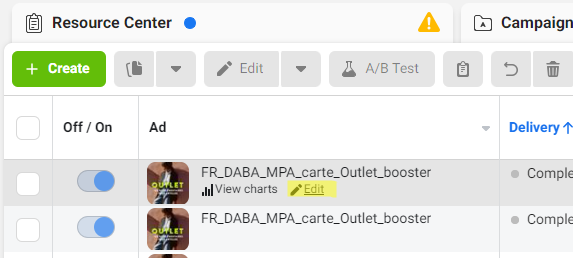 Resource Center
Campaign
+ Create
Edit
A/B Test
Off / On
Ad
Delivery ↑
OUTLET
FR_DABA_MPA_carte_Outlet_booster
View charts
Edit
Comple
OUTLET
FR_DABA_MPA_carte_Outlet_booster
Comple